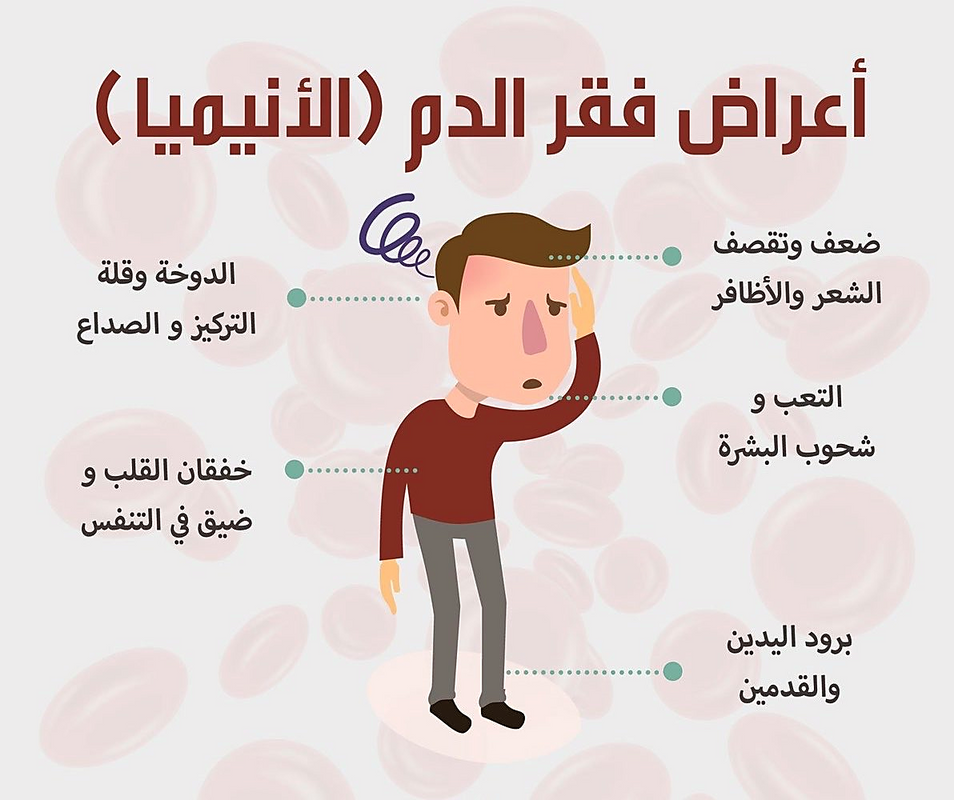 أعراض فقر الدم (الأنيميا)
ضعف وتقصف
الشعر والأظافر
الدوخة وقلة
التركيز و الصداع
التعب و
شحوب البشرة
خفقان القلب و
ضيق في التنفس
برود اليدين
والقدمين